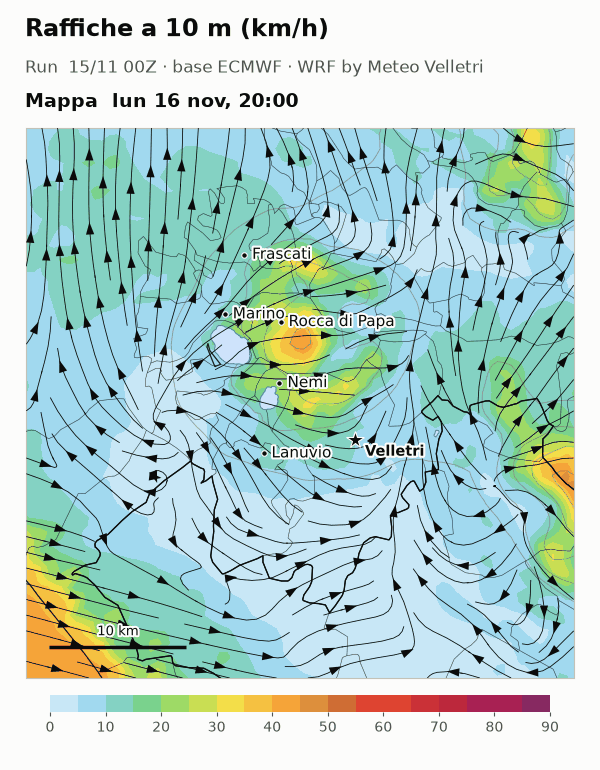 Raffiche a 10 m (km/h)
Run  15/11 00Z · base ECMWF · WRF by Meteo Velletri
Mappa  lun 16 nov, 20:00
Frascati
Marino
Rocca di Papa
Nemi
Velletri
Lanuvio
10 km
0 10 20 30 40 50 60 70 80 90